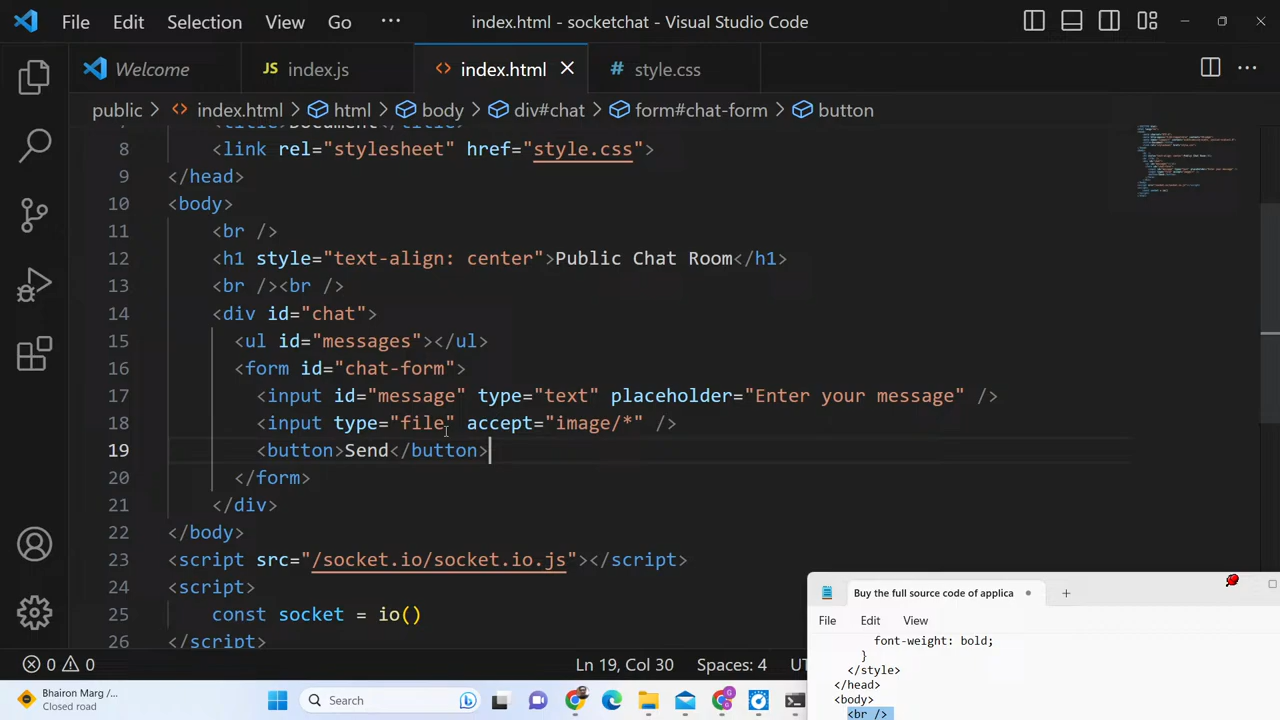 File Edit Selection View Go ··· index.html - socketchat - Visual Studio Code
Welcome JS index.js <> index.html # style.css
public > <> index.html > html > body > div#chat > form#chat-form > button
<title>Document</title>
8 <link rel="stylesheet" href="style.css">
9 </head>
10 <body>
11 <br />
12 <h1 style="text-align: center">Public Chat Room</h1>
13 <br /><br />
14 <div id="chat">
15 <ul id="messages"></ul>
16 <form id="chat-form">
17 <input id="message" type="text" placeholder="Enter your message" />
18 <input type="file" accept="image/*" />
19 <button>Send</button>
20 </form>
21 </div>
22 </body>
23 <script src="/socket.io/socket.io.js"></script>
24 <script>
25 const socket = io()
26 </script>
0 0 Ln 19, Col 30 Spaces: 4
Buy the full source code of applica
File Edit View
font-weight: bold;
}
</style>
</head>
<body>
<br />
Bhairon Marg /...
Closed road
Search